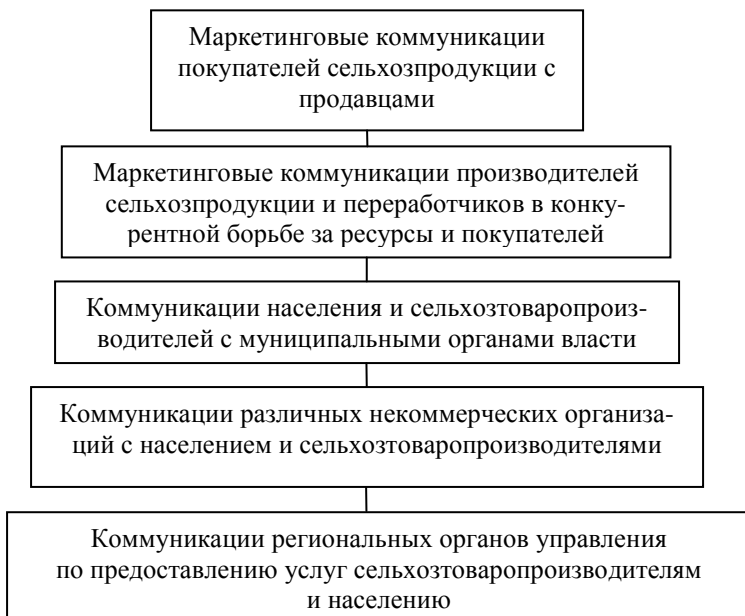 Маркетинговые коммуникации
покупателей сельхозпродукции с
продавцами
Маркетинговые коммуникации производителей
сельхозпродукции и переработчиков в конку-
рентной борьбе за ресурсы и покупателей
Коммуникации населения и сельхозтоваропроиз-
водителей с муниципальными органами власти
Коммуникации различных некоммерческих организа-
ций с населением и сельхозтоваропроизводителями
Коммуникации региональных органов управления
по предоставлению услуг сельхозтоваропроизводителям
и населению